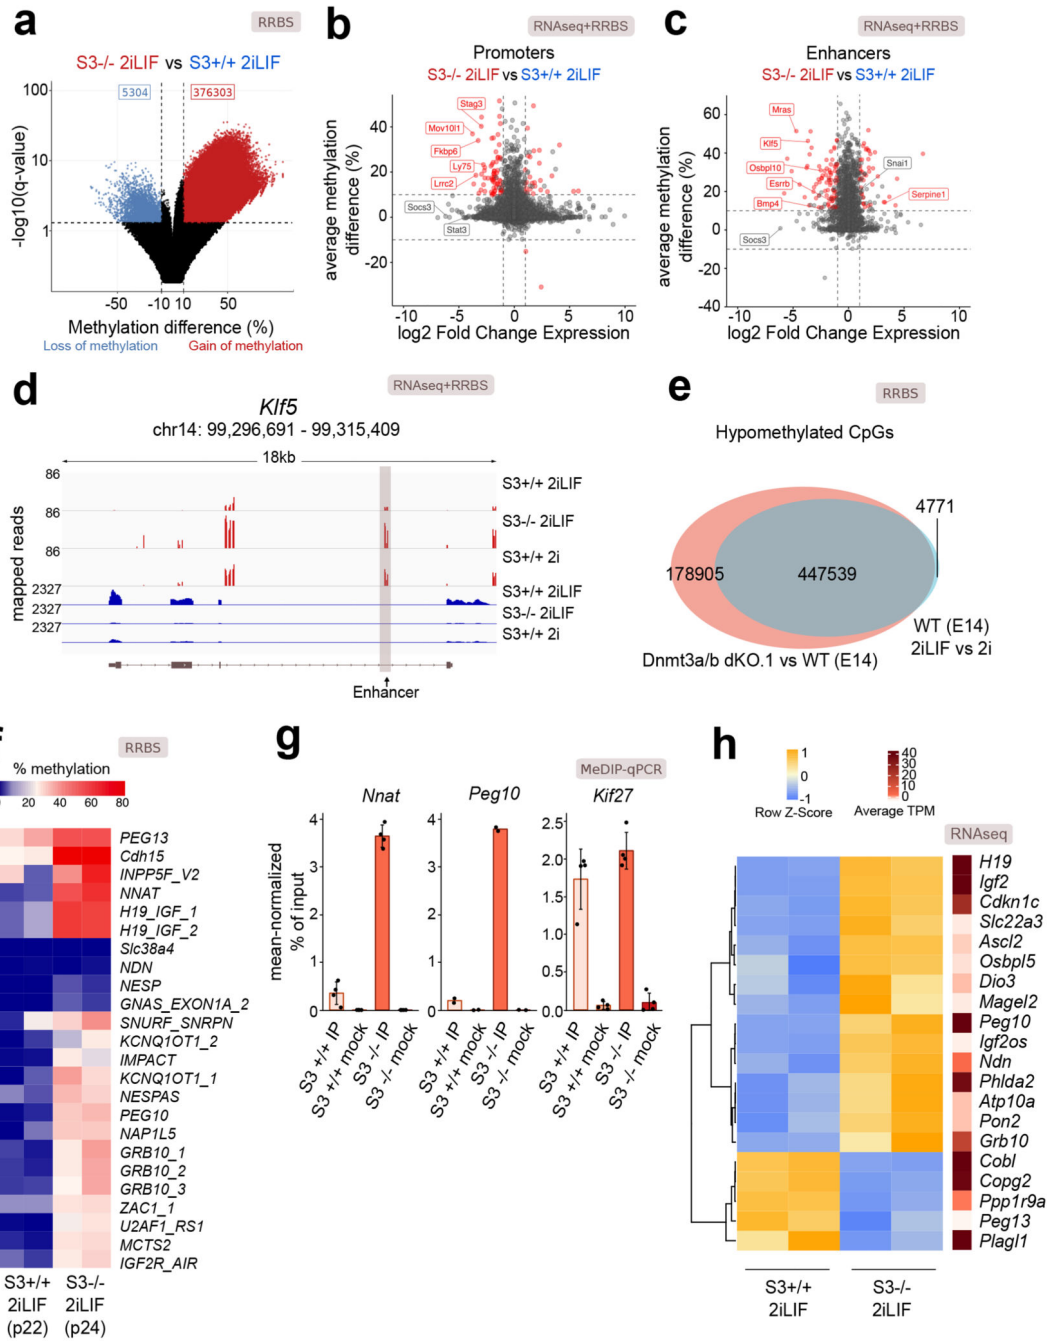 a
RRBS
S3-/- 2iLIF vs S3+/+ 2iLIF
5304
376303
100
10
1
-log10(q-value)
-50
-10
10
50
Methylation difference (%)
Loss of methylation
Gain of methylation
b
RNAseq+RRBS
Promoters
S3-/- 2iLIF vs S3+/+ 2iLIF
Stag3
Mov10l1
Fkbp6
Ly75
Lrrc2
Socs3
Stat3
40
20
0
-20
average methylation
difference (%)
-10
-5
0
5
10
log2 Fold Change Expression
c
RNAseq+RRBS
Enhancers
S3-/- 2iLIF vs S3+/+ 2iLIF
Mras
Klf5
Osbpl10
Esrrb
Bmp4
Socs3
Snai1
Serpine1
60
40
20
0
-20
-40
average methylation
difference (%)
-10
-5
0
5
10
log2 Fold Change Expression
d
RNAseq+RRBS
Klf5
chr14: 99,296,691 - 99,315,409
18kb
86
86
86
2327
2327
2327
mapped reads
S3+/+ 2iLIF
S3-/- 2iLIF
S3+/+ 2i
S3+/+ 2iLIF
S3-/- 2iLIF
S3+/+ 2i
Enhancer
e
RRBS
Hypomethylated CpGs
4771
178905
447539
WT (E14)
2iLIF vs 2i
Dnmt3a/b dKO.1 vs WT (E14)
RRBS
% methylation
20
40
60
80
PEG13
Cdh15
INPP5F_V2
NNAT
H19_IGF_1
H19_IGF_2
Slc38a4
NDN
NESP
GNAS_EXON1A_2
SNURF_SNRPN
KCNQ1OT1_2
IMPACT
KCNQ1OT1_1
NESPAS
PEG10
NAP1L5
GRB10_1
GRB10_2
GRB10_3
ZAC1_1
U2AF1_RS1
MCTS2
IGF2R_AIR
S3+/+
2iLIF
(p22)
S3-/-
2iLIF
(p24)
g
MeDIP-qPCR
Nnat
Peg10
Kif27
mean-normalized
% of input
4
3
2
1
0
4
3
2
1
0
2.5
2.0
1.5
1.0
0.5
0.0
S3 +/+ IP
S3 +/+ mock
S3 -/- IP
S3 -/- mock
S3 +/+ IP
S3 +/+ mock
S3 -/- IP
S3 -/- mock
S3 +/+ IP
S3 +/+ mock
S3 -/- IP
S3 -/- mock
h
1
0
-1
Row Z-Score
40
30
20
10
0
Average TPM
RNAseq
H19
Igf2
Cdkn1c
Slc22a3
Ascl2
Osbpl5
Dio3
Magel2
Peg10
Igf2os
Ndn
Phlda2
Atp10a
Pon2
Grb10
Cobl
Copg2
Ppp1r9a
Peg13
Plagl1
S3+/+
2iLIF
S3-/-
2iLIF